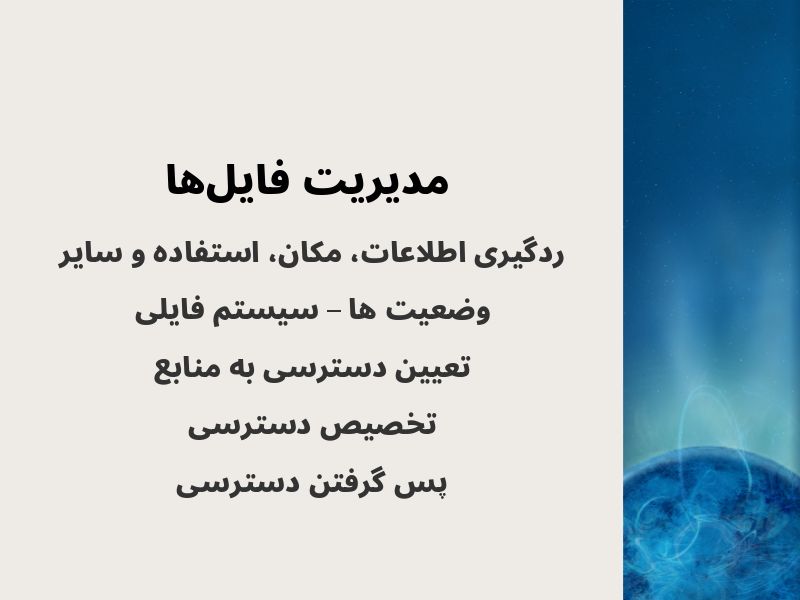 مدیریت فایل‌ها
ردگیری اطلاعات، مکان، استفاده و سایر
وضعیت ها – سیستم فایلی
تعیین دسترسی به منابع
تخصیص دسترسی
پس گرفتن دسترسی